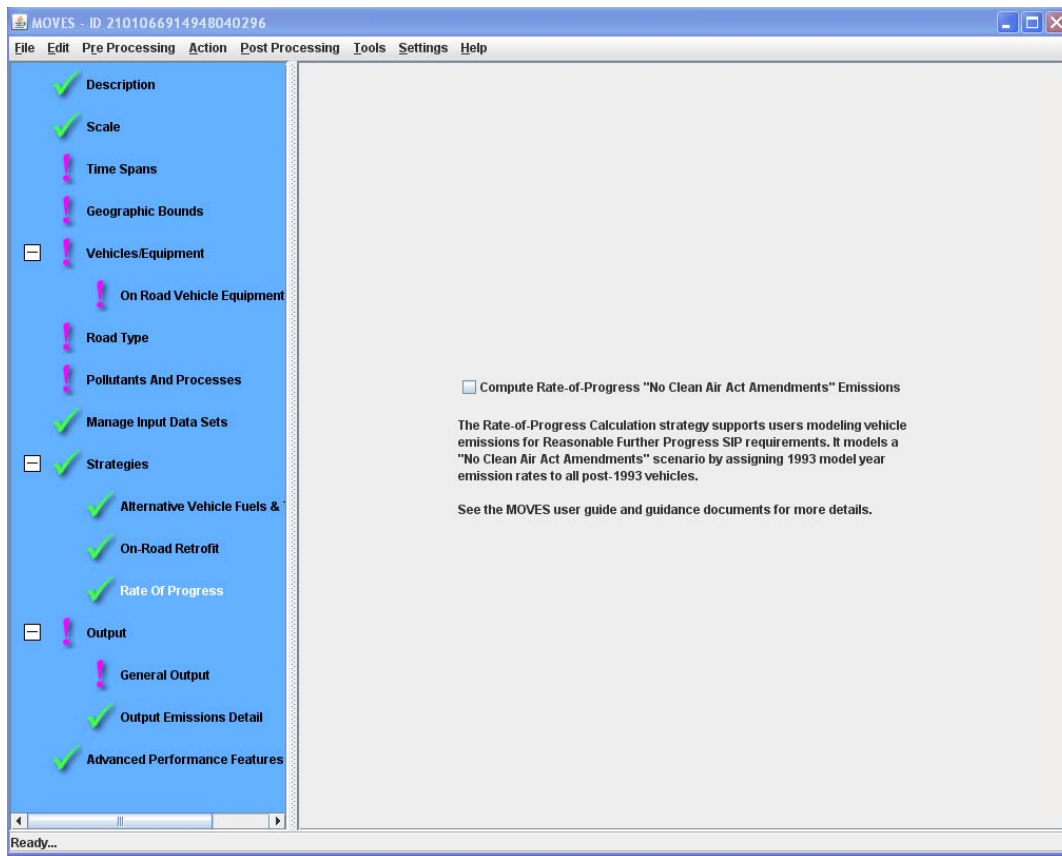 MOVES - ID 2101066914948040296
File Edit Pre Processing Action Post Processing Tools Settings Help
Description
Scale
Time Spans
Geographic Bounds
Vehicles/Equipment
On Road Vehicle Equipment
Road Type
Pollutants And Processes
Manage Input Data Sets
Strategies
Alternative Vehicle Fuels &
On-Road Retrofit
Rate Of Progress
Output
General Output
Output Emissions Detail
Advanced Performance Features
Compute Rate-of-Progress "No Clean Air Act Amendments" Emissions
The Rate-of-Progress Calculation strategy supports users modeling vehicle
emissions for Reasonable Further Progress SIP requirements. It models a
"No Clean Air Act Amendments" scenario by assigning 1993 model year
emission rates to all post-1993 vehicles.
See the MOVES user guide and guidance documents for more details.
Ready...